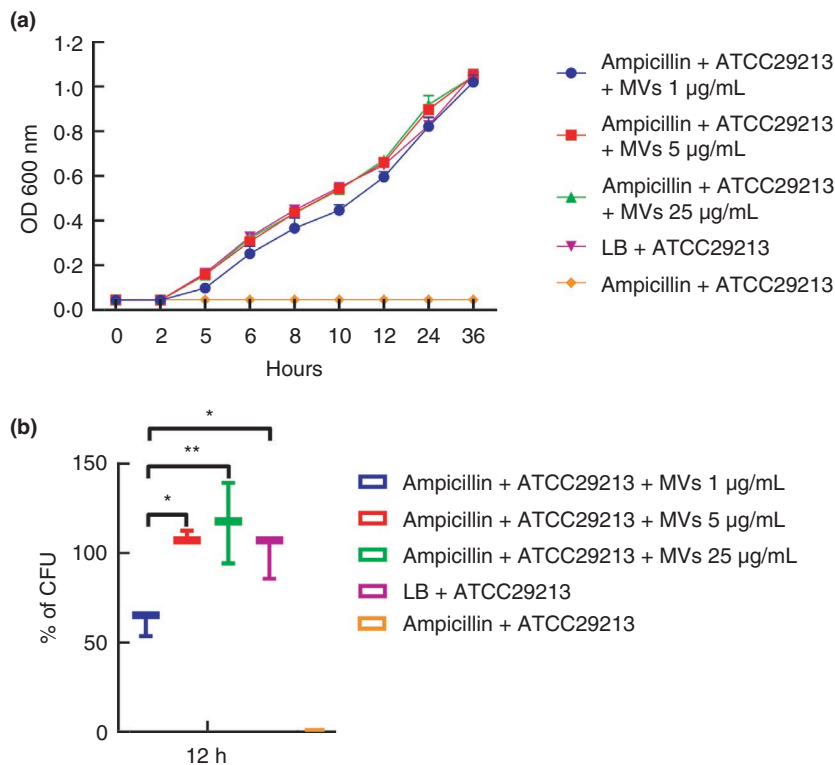 (a)
1·2
1·0
0·8
0·6
0·4
0·2
0·0
OD 600 nm
0 2 5 6 8 10 12 24 36
Hours
Ampicillin + ATCC29213
+ MVs 1 µg/mL
Ampicillin + ATCC29213
+ MVs 5 µg/mL
Ampicillin + ATCC29213
+ MVs 25 µg/mL
LB + ATCC29213
Ampicillin + ATCC29213
(b)
150
100
50
0
% of CFU
*
**
*
12 h
Ampicillin + ATCC29213 + MVs 1 µg/mL
Ampicillin + ATCC29213 + MVs 5 µg/mL
Ampicillin + ATCC29213 + MVs 25 µg/mL
LB + ATCC29213
Ampicillin + ATCC29213